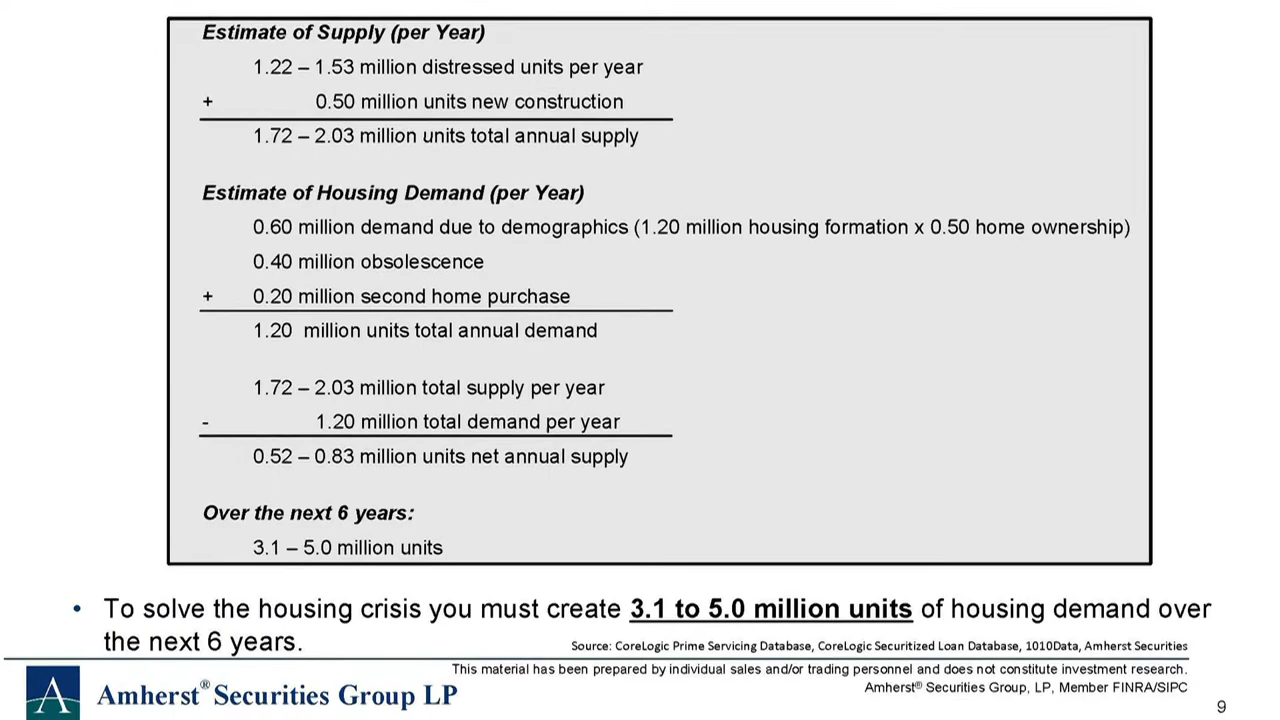 Estimate of Supply (per Year)
1.22 – 1.53 million distressed units per year
+ 0.50 million units new construction
1.72 – 2.03 million units total annual supply
Estimate of Housing Demand (per Year)
0.60 million demand due to demographics (1.20 million housing formation x 0.50 home ownership)
0.40 million obsolescence
+ 0.20 million second home purchase
1.20 million units total annual demand
1.72 – 2.03 million total supply per year
- 1.20 million total demand per year
0.52 – 0.83 million units net annual supply
Over the next 6 years:
3.1 – 5.0 million units
• To solve the housing crisis you must create 3.1 to 5.0 million units of housing demand over
the next 6 years.
Source: CoreLogic Prime Servicing Database, CoreLogic Securitized Loan Database, 1010Data, Amherst Securities
This material has been prepared by individual sales and/or trading personnel and does not constitute investment research.
Amherst® Securities Group, LP, Member FINRA/SIPC
A Amherst® Securities Group LP
9